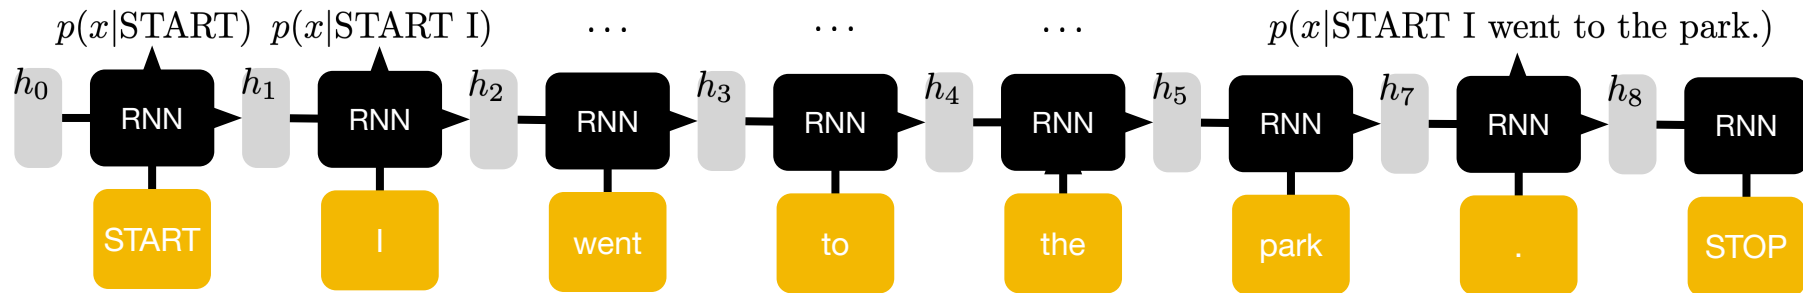 p(x|START) p(x|START I) ... ... ... p(x|START I went to the park.)
h₀ h₁ h₂ h₃ h₄ h₅ h₇ h₈
RNN RNN RNN RNN RNN RNN RNN RNN
START I went to the park . STOP